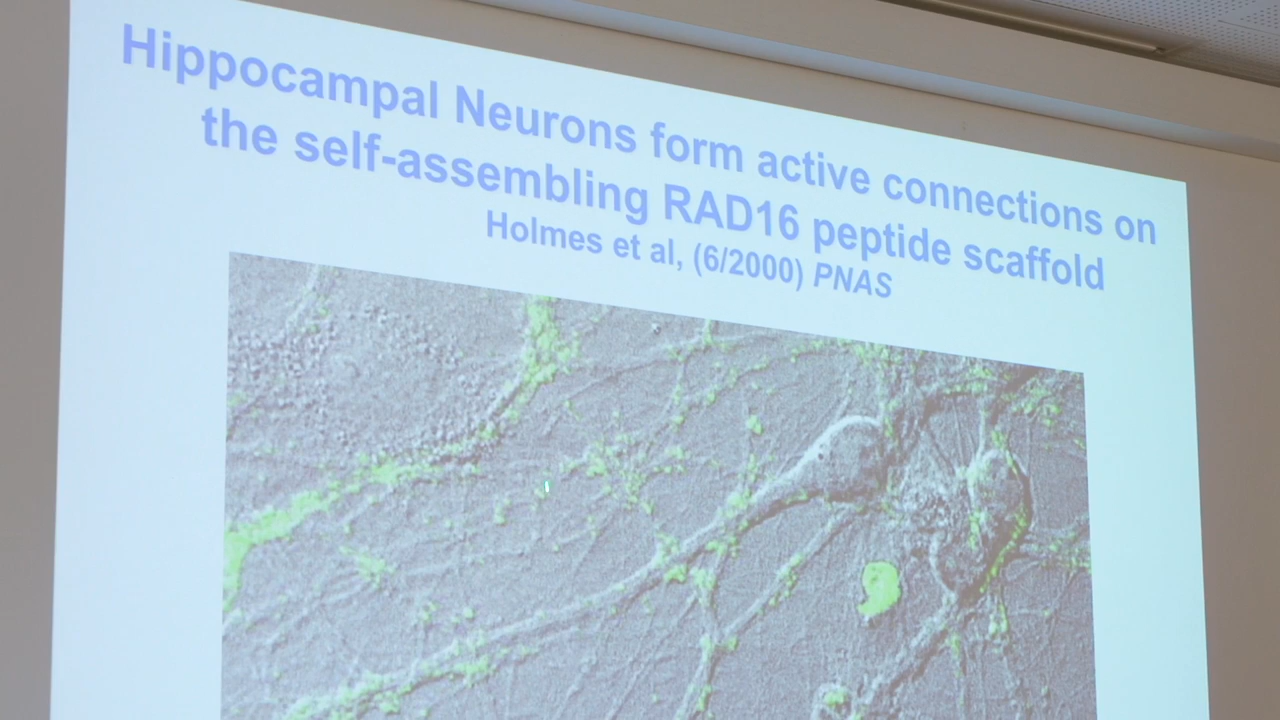 Hippocampal Neurons form active connections on
the self-assembling RAD16 peptide scaffold
Holmes et al, (6/2000) PNAS